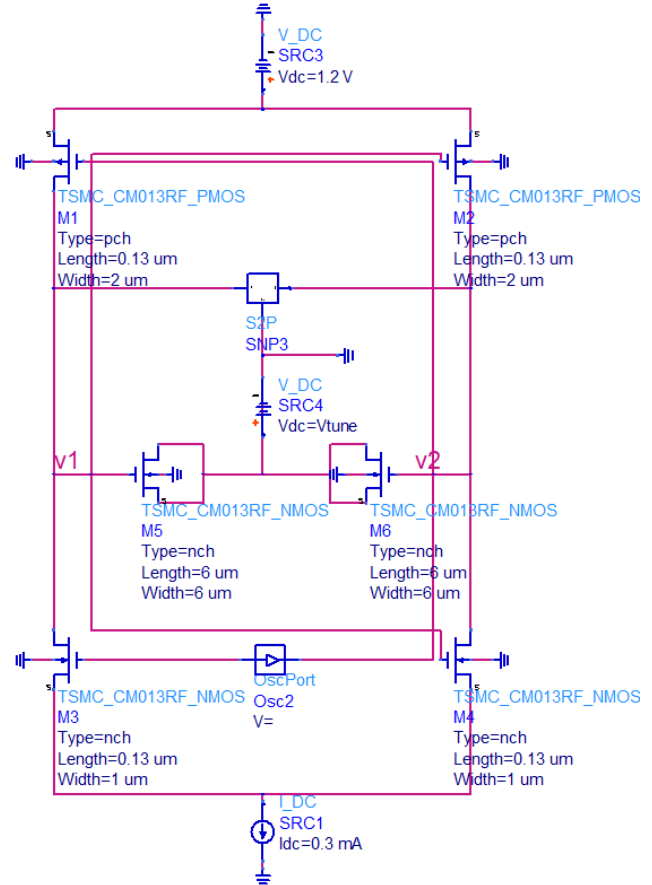 V_DC
SRC3
Vdc=1.2 V
s
s
TSMC_CM013RF_PMOS
M1
Type=pch
Length=0.13 um
Width=2 um
TSMC_CM013RF_PMOS
M2
Type=pch
Length=0.13 um
Width=2 um
S2P
SNP3
V_DC
SRC4
Vdc=Vtune
v1
v2
s
s
TSMC_CM013RF_NMOS
M5
Type=nch
Length=6 um
Width=6 um
TSMC_CM013RF_NMOS
M6
Type=nch
Length=6 um
Width=6 um
s
s
TSMC_CM013RF_NMOS
M3
Type=nch
Length=0.13 um
Width=1 um
OscPort
Osc2
V=
TSMC_CM013RF_NMOS
M4
Type=nch
Length=0.13 um
Width=1 um
I_DC
SRC1
Idc=0.3 mA